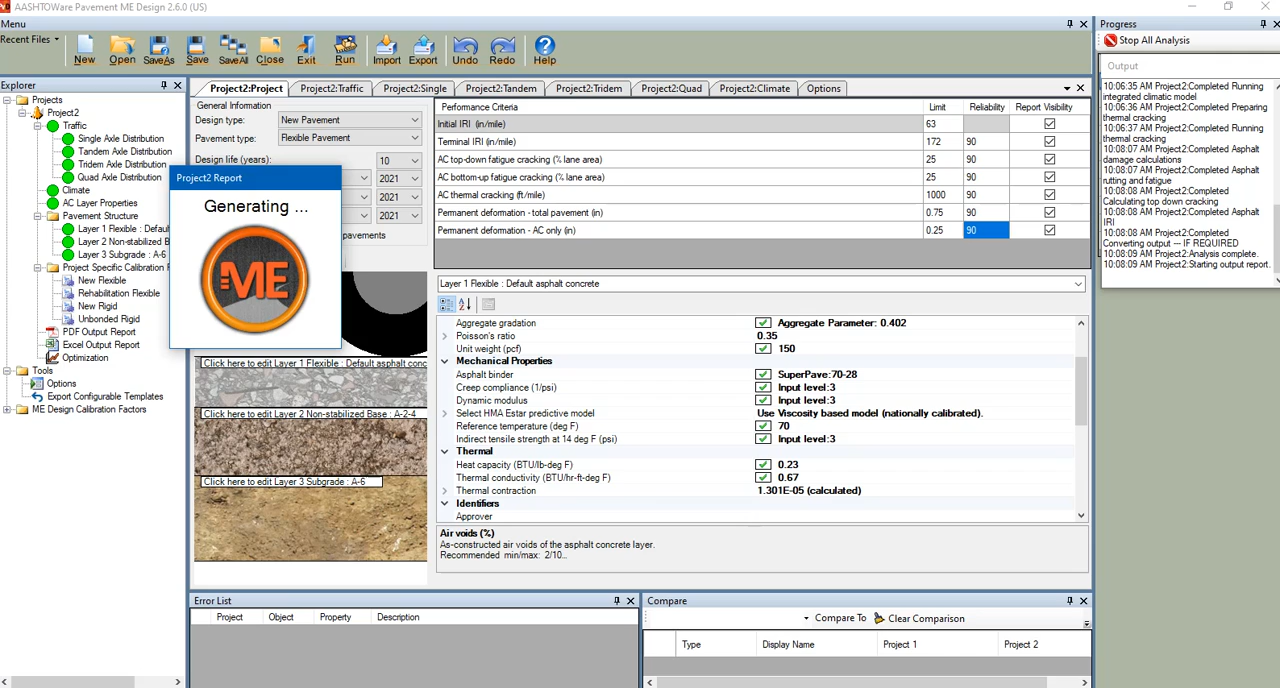 AASHTOWare Pavement ME Design 2.6.0 (US)
Menu
Recent Files
New Open SaveAs Save SaveAll Close Exit Run Import Export Undo Redo Help
Explorer
Projects
Project2
Traffic
Single Axle Distribution
Tandem Axle Distribution
Tridem Axle Distribution
Quad Axle Distribution
Climate
AC Layer Properties
Pavement Structure
Layer 1 Flexible : Defau
Layer 2 Non-stabilized B
Layer 3 Subgrade : A-6
Project Specific Calibration F
New Flexible
Rehabilitation Flexible
New Rigid
Unbonded Rigid
PDF Output Report
Excel Output Report
Optimization
Tools
Options
Export Configurable Templates
ME Design Calibration Factors
Project2:Project Project2:Traffic Project2:Single Project2:Tandem Project2:Tridem Project2:Quad Project2:Climate Options
General Information
Design type: New Pavement
Pavement type: Flexible Pavement
Design life (years): 10
2021
2021
2021
pavements
Project2 Report
Generating ...
ME
Click here to edit Layer 1 Flexible : Default asphalt conc
Click here to edit Layer 2 Non-stabilized Base : A-2-4
Click here to edit Layer 3 Subgrade : A-6
Performance Criteria Limit Reliability Report Visibility
Initial IRI (in/mile) 63
Terminal IRI (in/mile) 172 90
AC top-down fatigue cracking (% lane area) 25 90
AC bottom-up fatigue cracking (% lane area) 25 90
AC thermal cracking (ft/mile) 1000 90
Permanent deformation - total pavement (in) 0.75 90
Permanent deformation - AC only (in) 0.25 90
Layer 1 Flexible : Default asphalt concrete
Aggregate gradation Aggregate Parameter: 0.402
Poisson's ratio 0.35
Unit weight (pcf) 150
Mechanical Properties
Asphalt binder SuperPave:70-28
Creep compliance (1/psi) Input level:3
Dynamic modulus Input level:3
Select HMA Estar predictive model Use Viscosity based model (nationally calibrated).
Reference temperature (deg F) 70
Indirect tensile strength at 14 deg F (psi) Input level:3
Thermal
Heat capacity (BTU/lb-deg F) 0.23
Thermal conductivity (BTU/hr-ft-deg F) 0.67
Thermal contraction 1.301E-05 (calculated)
Identifiers
Approver
Air voids (%)
As-constructed air voids of the asphalt concrete layer.
Recommended min/max: 2/10..
Error List
Project Object Property Description
Compare
Compare To Clear Comparison
Type Display Name Project 1 Project 2
Progress
Stop All Analysis
Output
10:06:35 AM Project2:Completed Running
integrated climatic model
10:06:36 AM Project2:Completed Preparing
thermal cracking
10:06:37 AM Project2:Completed Running
thermal cracking
10:08:07 AM Project2:Completed Asphalt
damage calculations
10:08:07 AM Project2:Completed Asphalt
rutting and fatigue
10:08:08 AM Project2:Completed
Calculating top down cracking
10:08:08 AM Project2:Completed Asphalt
IRI
10:08:08 AM Project2:Completed
Converting output --- IF REQUIRED
10:08:09 AM Project2:Analysis complete.
10:08:09 AM Project2:Starting output report.